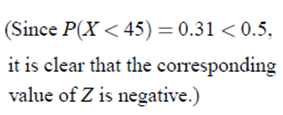 (Since P(X < 45) = 0.31 < 0.5,
it is clear that the corresponding
value of Z is negative.)